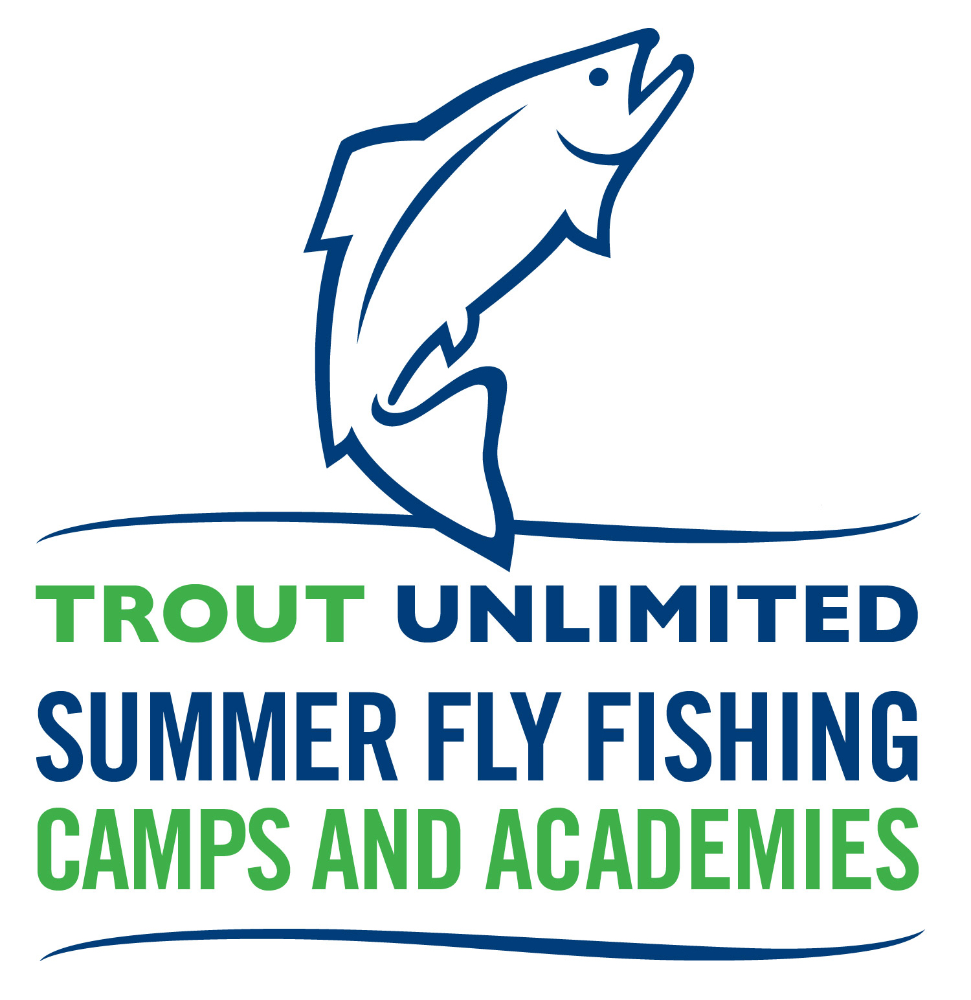 TROUT UNLIMITED
SUMMER FLY FISHING
CAMPS AND ACADEMIES